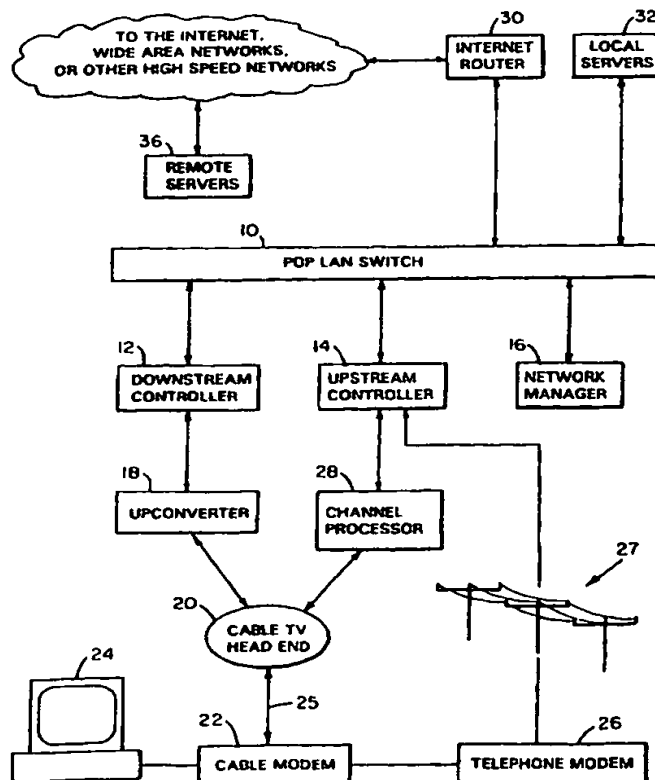 TO THE INTERNET,
WIDE AREA NETWORKS,
OR OTHER HIGH SPEED NETWORKS
30
INTERNET
ROUTER
32
LOCAL
SERVERS
36
REMOTE
SERVERS
10
POP LAN SWITCH
12
DOWNSTREAM
CONTROLLER
14
UPSTREAM
CONTROLLER
16
NETWORK
MANAGER
18
UPCONVERTER
28
CHANNEL
PROCESSOR
27
20
CABLE TV
HEAD END
24
25
22
CABLE MODEM
26
TELEPHONE MODEM